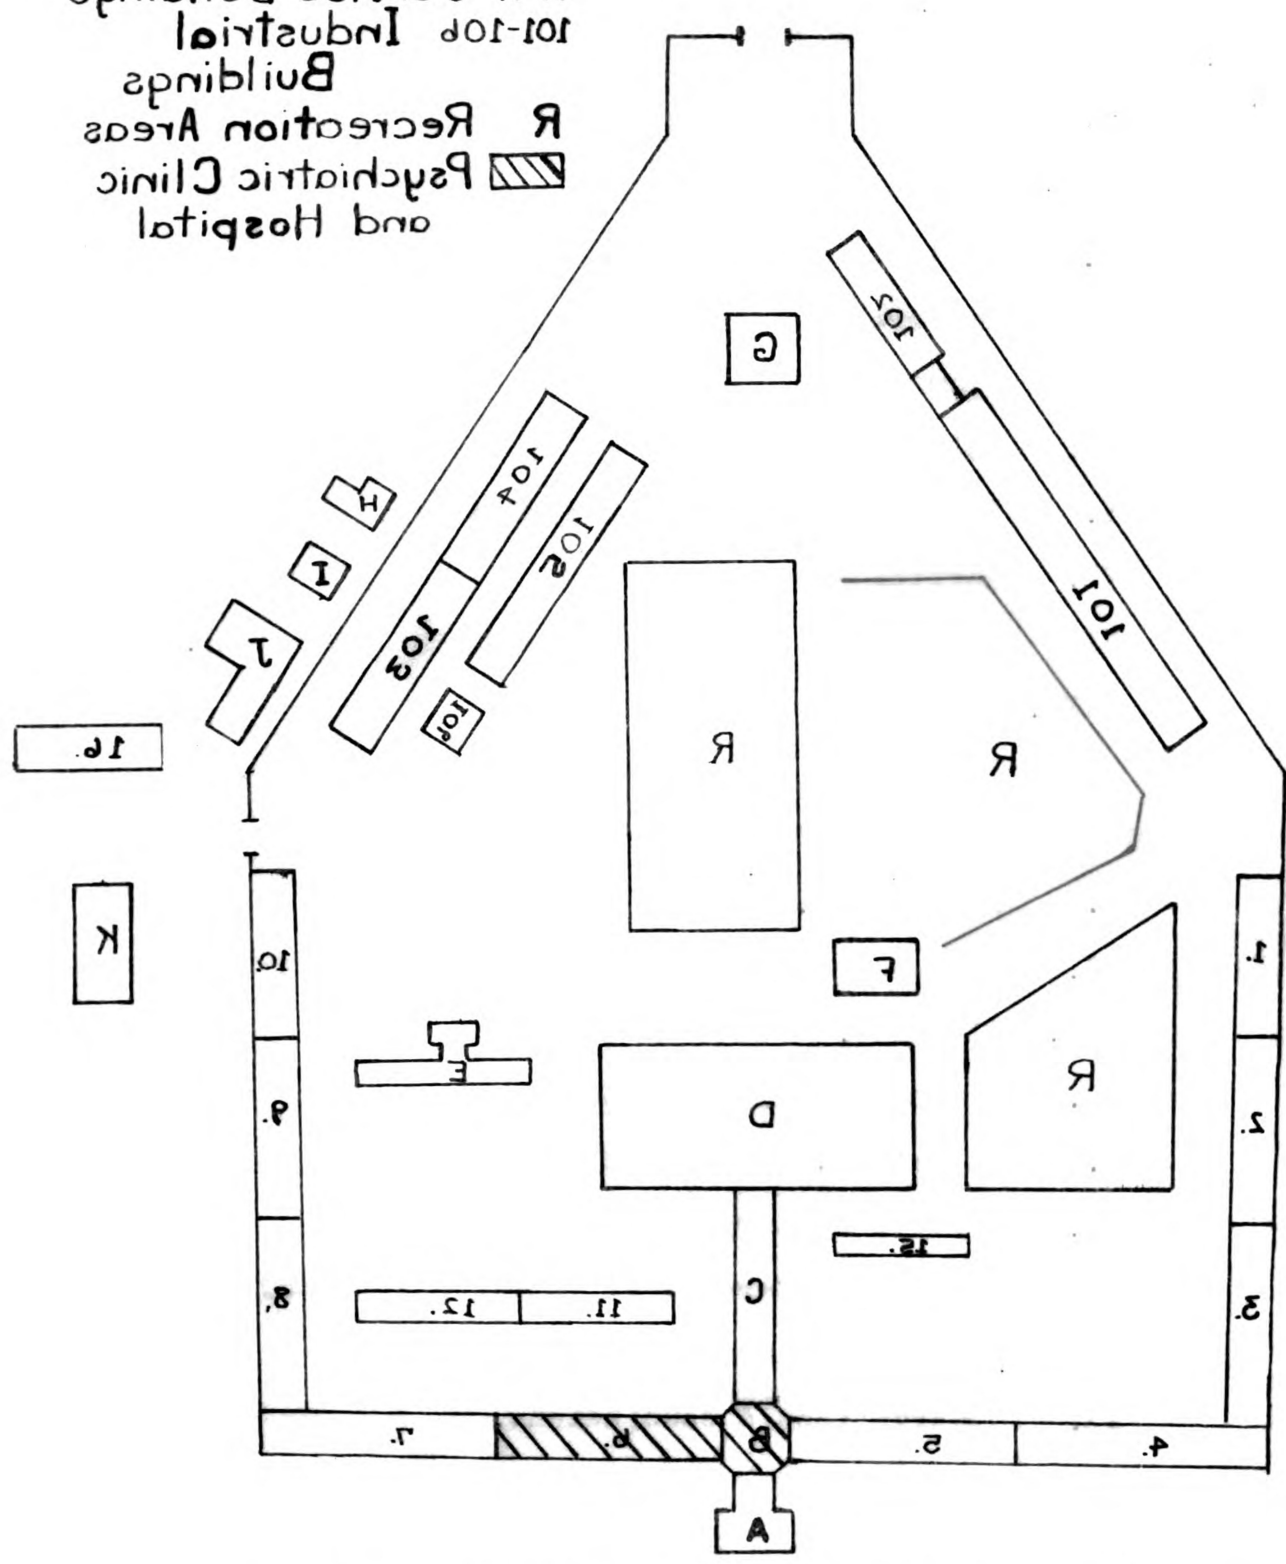 101-106 Industrial
Buildings
R Recreation Areas
Psychiatric Clinic
and Hospital
102
G
104
H
105
I
101
103
J
106
16.
R
R
K
10.
F
1.
E
R
9.
D
2.
15.
8.
C
3.
12.
11.
7.
6.
B
5.
4.
A